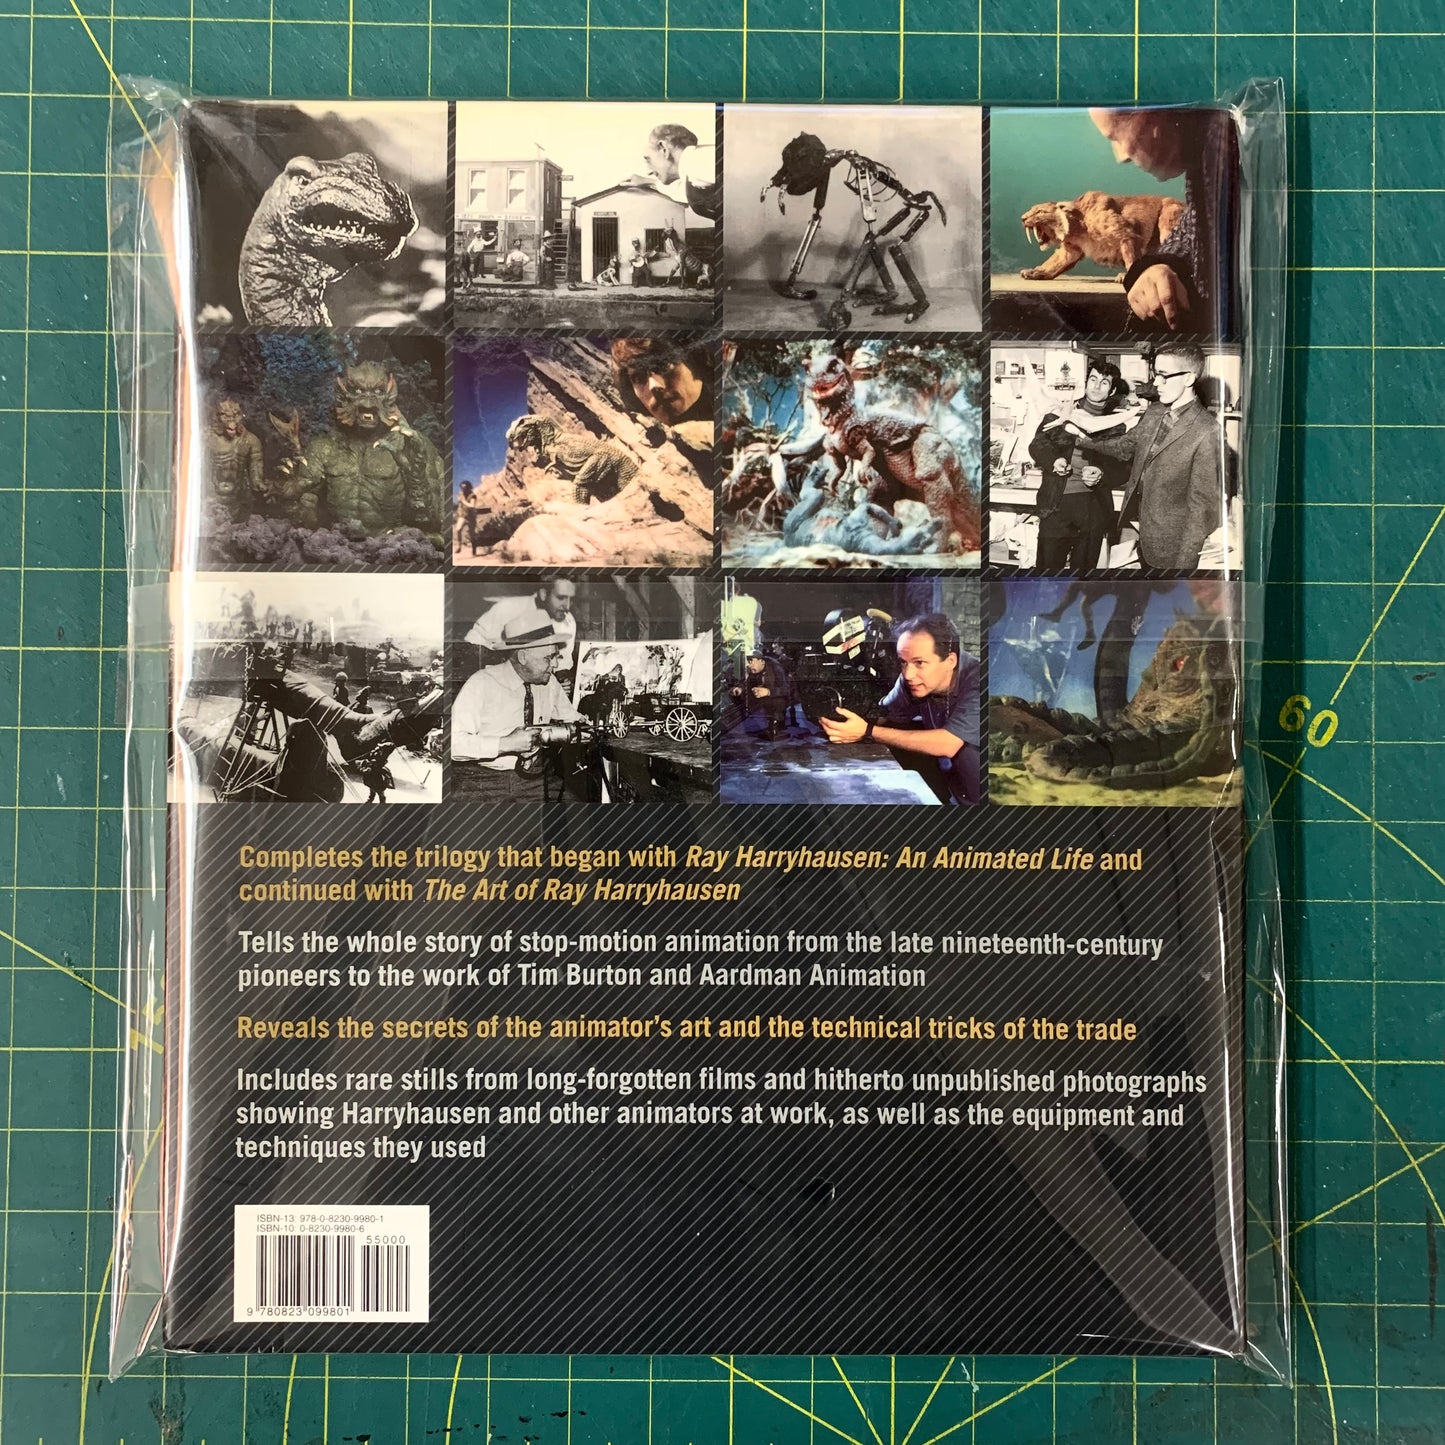 Completes the trilogy that began with Ray Harryhausen: An Animated Life and
continued with The Art of Ray Harryhausen
Tells the whole story of stop-motion animation from the late nineteenth-century
pioneers to the work of Tim Burton and Aardman Animation
Reveals the secrets of the animator's art and the technical tricks of the trade
Includes rare stills from long-forgotten films and hitherto unpublished photographs
showing Harryhausen and other animators at work, as well as the equipment and
techniques they used
ISBN-13: 978-0-8230-9980-1
ISBN-10: 0-8230-9980-6
55000
9 780823 099801
60